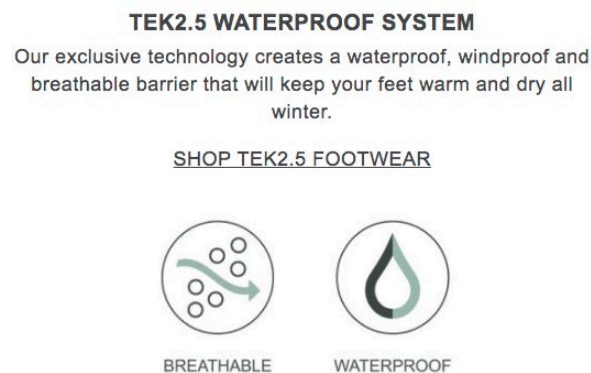 TEK2.5 WATERPROOF SYSTEM
Our exclusive technology creates a waterproof, windproof and
breathable barrier that will keep your feet warm and dry all
winter.
SHOP TEK2.5 FOOTWEAR
BREATHABLE WATERPROOF